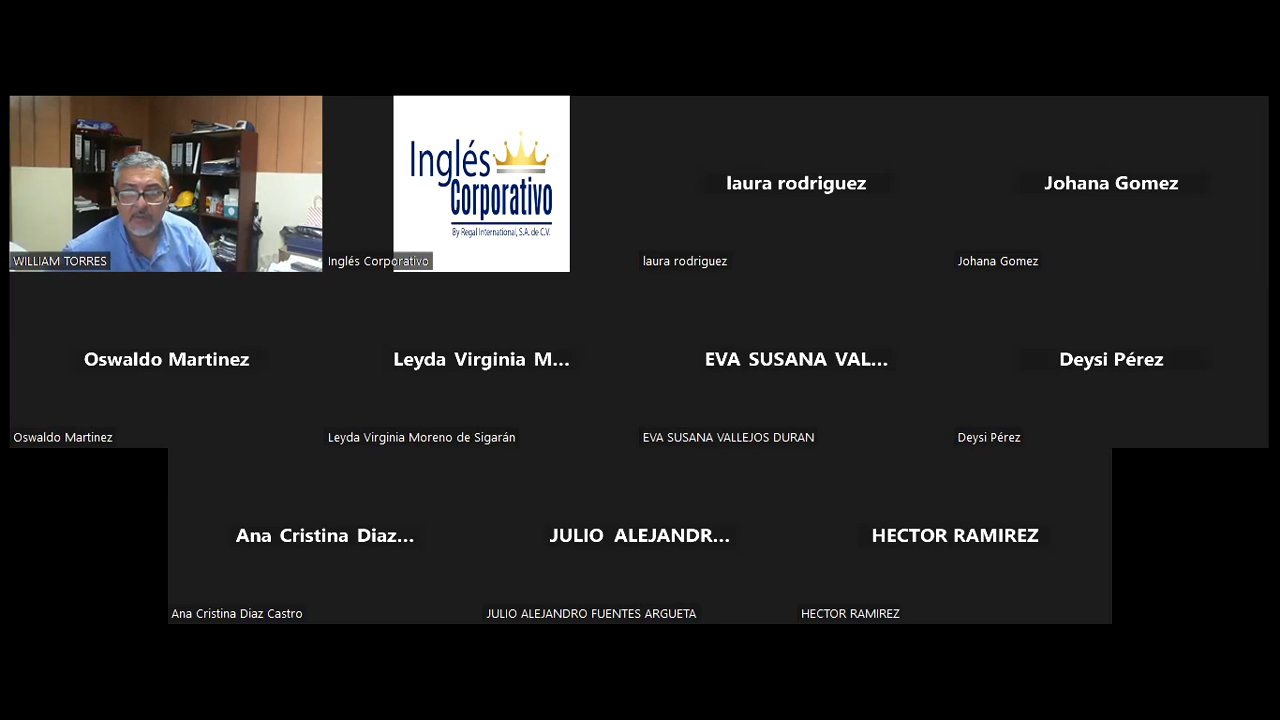 Inglés
Corporativo
By Regal International, S.A. de C.V.
laura rodriguez
Johana Gomez
WILLIAM TORRES
Inglés Corporativo
laura rodriguez
Johana Gomez
Oswaldo Martinez
Leyda Virginia M...
EVA SUSANA VAL...
Deysi Pérez
Oswaldo Martinez
Leyda Virginia Moreno de Sigarán
EVA SUSANA VALLEJOS DURAN
Deysi Pérez
Ana Cristina Diaz...
JULIO ALEJANDR...
HECTOR RAMIREZ
Ana Cristina Diaz Castro
JULIO ALEJANDRO FUENTES ARGUETA
HECTOR RAMIREZ